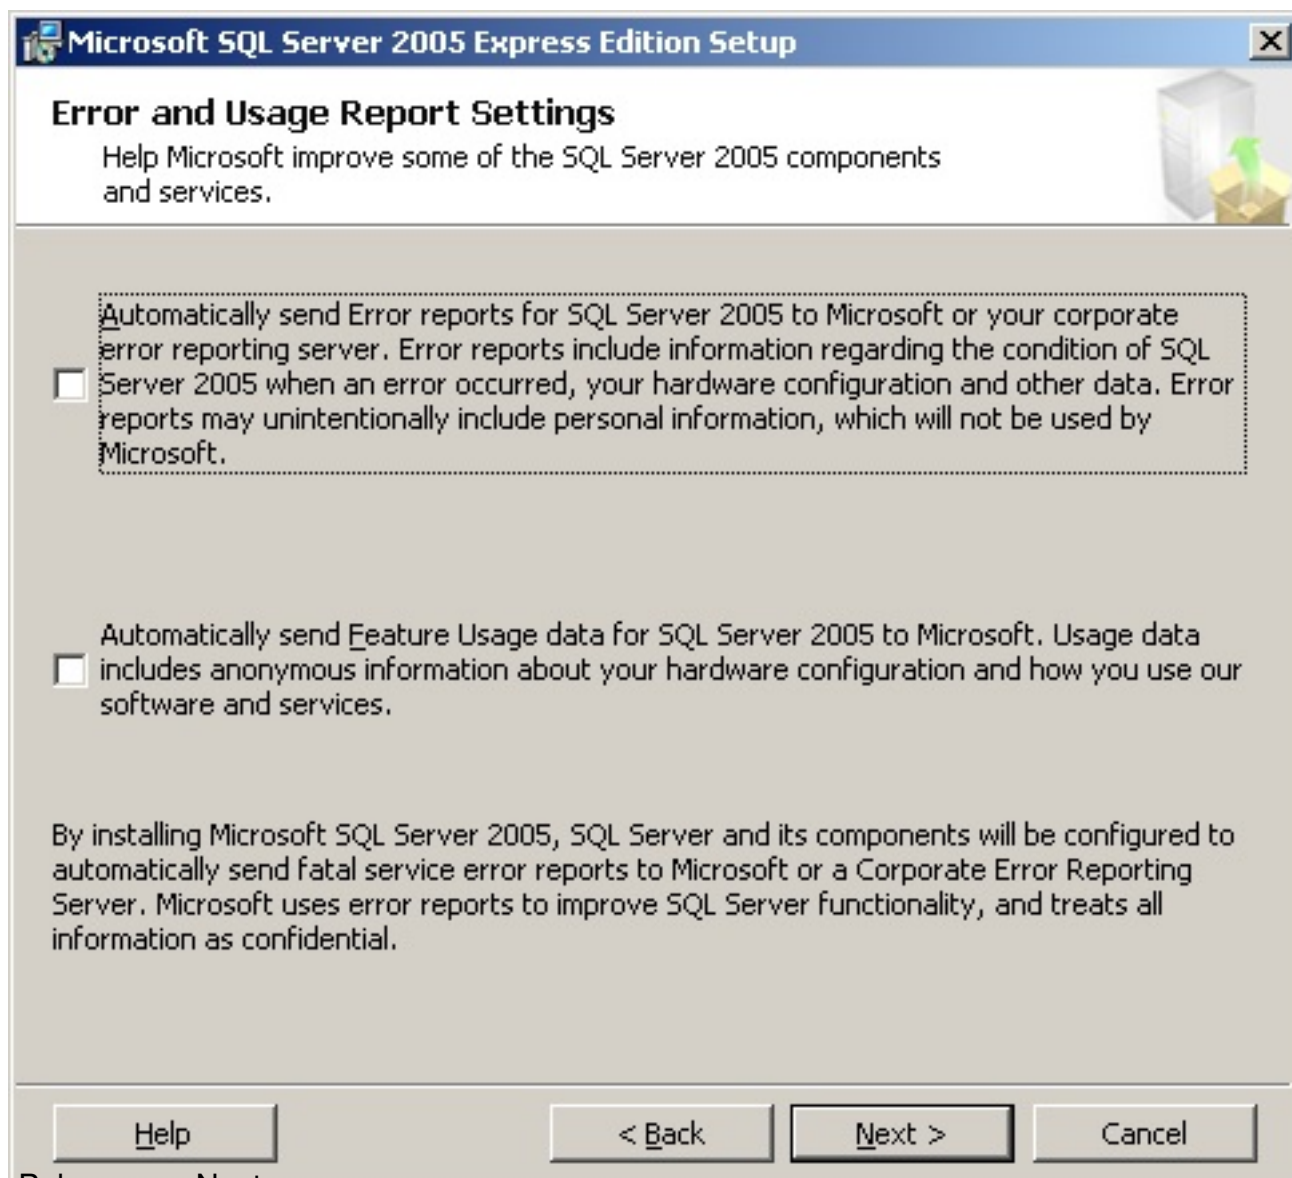 Microsoft SQL Server 2005 Express Edition Setup
Error and Usage Report Settings
Help Microsoft improve some of the SQL Server 2005 components
and services.
Automatically send Error reports for SQL Server 2005 to Microsoft or your corporate
error reporting server. Error reports include information regarding the condition of SQL
Server 2005 when an error occurred, your hardware configuration and other data. Error
reports may unintentionally include personal information, which will not be used by
Microsoft.
Automatically send Feature Usage data for SQL Server 2005 to Microsoft. Usage data
includes anonymous information about your hardware configuration and how you use our
software and services.
By installing Microsoft SQL Server 2005, SQL Server and its components will be configured to
automatically send fatal service error reports to Microsoft or a Corporate Error Reporting
Server. Microsoft uses error reports to improve SQL Server functionality, and treats all
information as confidential.
Help
< Back
Next >
Cancel